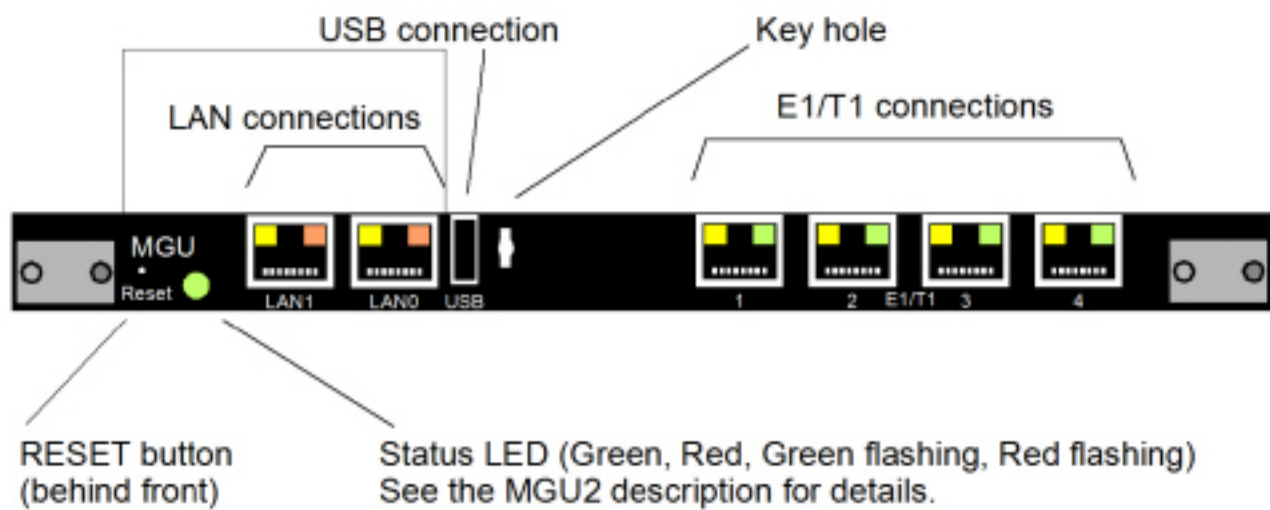 USB connection
Key hole
LAN connections
E1/T1 connections
MGU
Reset
LAN1
LAN0
USB
1
2
E1/T1
3
4
RESET button
(behind front)
Status LED (Green, Red, Green flashing, Red flashing)
See the MGU2 description for details.